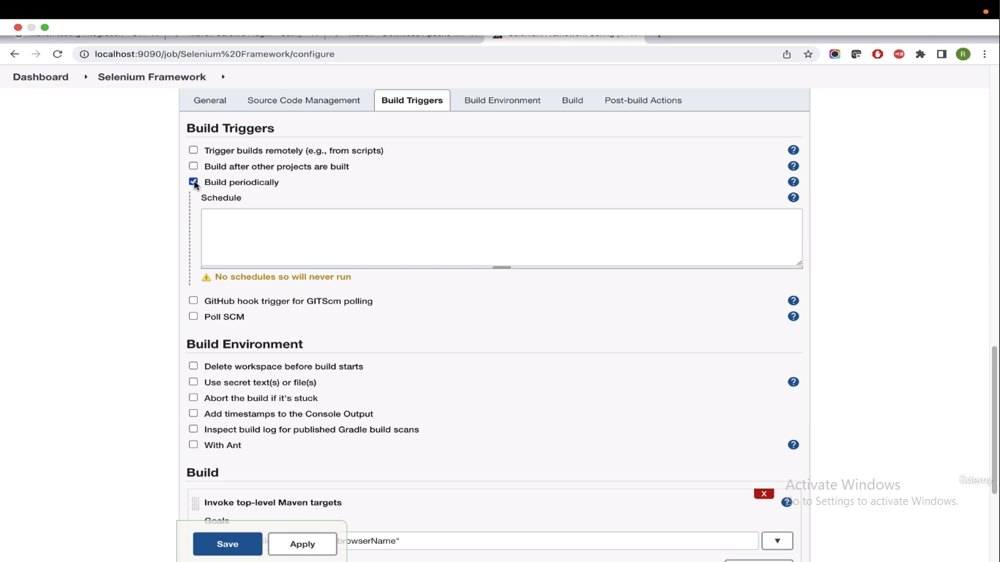 localhost:9090/job/Selenium%20Framework/configure
R
Dashboard
Selenium Framework
General
Source Code Management
Build Triggers
Build Environment
Build
Post-build Actions
Build Triggers
Trigger builds remotely (e.g., from scripts)
?
Build after other projects are built
?
Build periodically
?
Schedule
?
No schedules so will never run
GitHub hook trigger for GITScm polling
?
Poll SCM
?
Build Environment
Delete workspace before build starts
Use secret text(s) or file(s)
?
Abort the build if it's stuck
Add timestamps to the Console Output
Inspect build log for published Gradle build scans
With Ant
?
Build
X
Invoke top-level Maven targets
?
Goals
browserName"
Save
Apply
Activate Windows
Go to Settings to activate Windows.
ûdemy